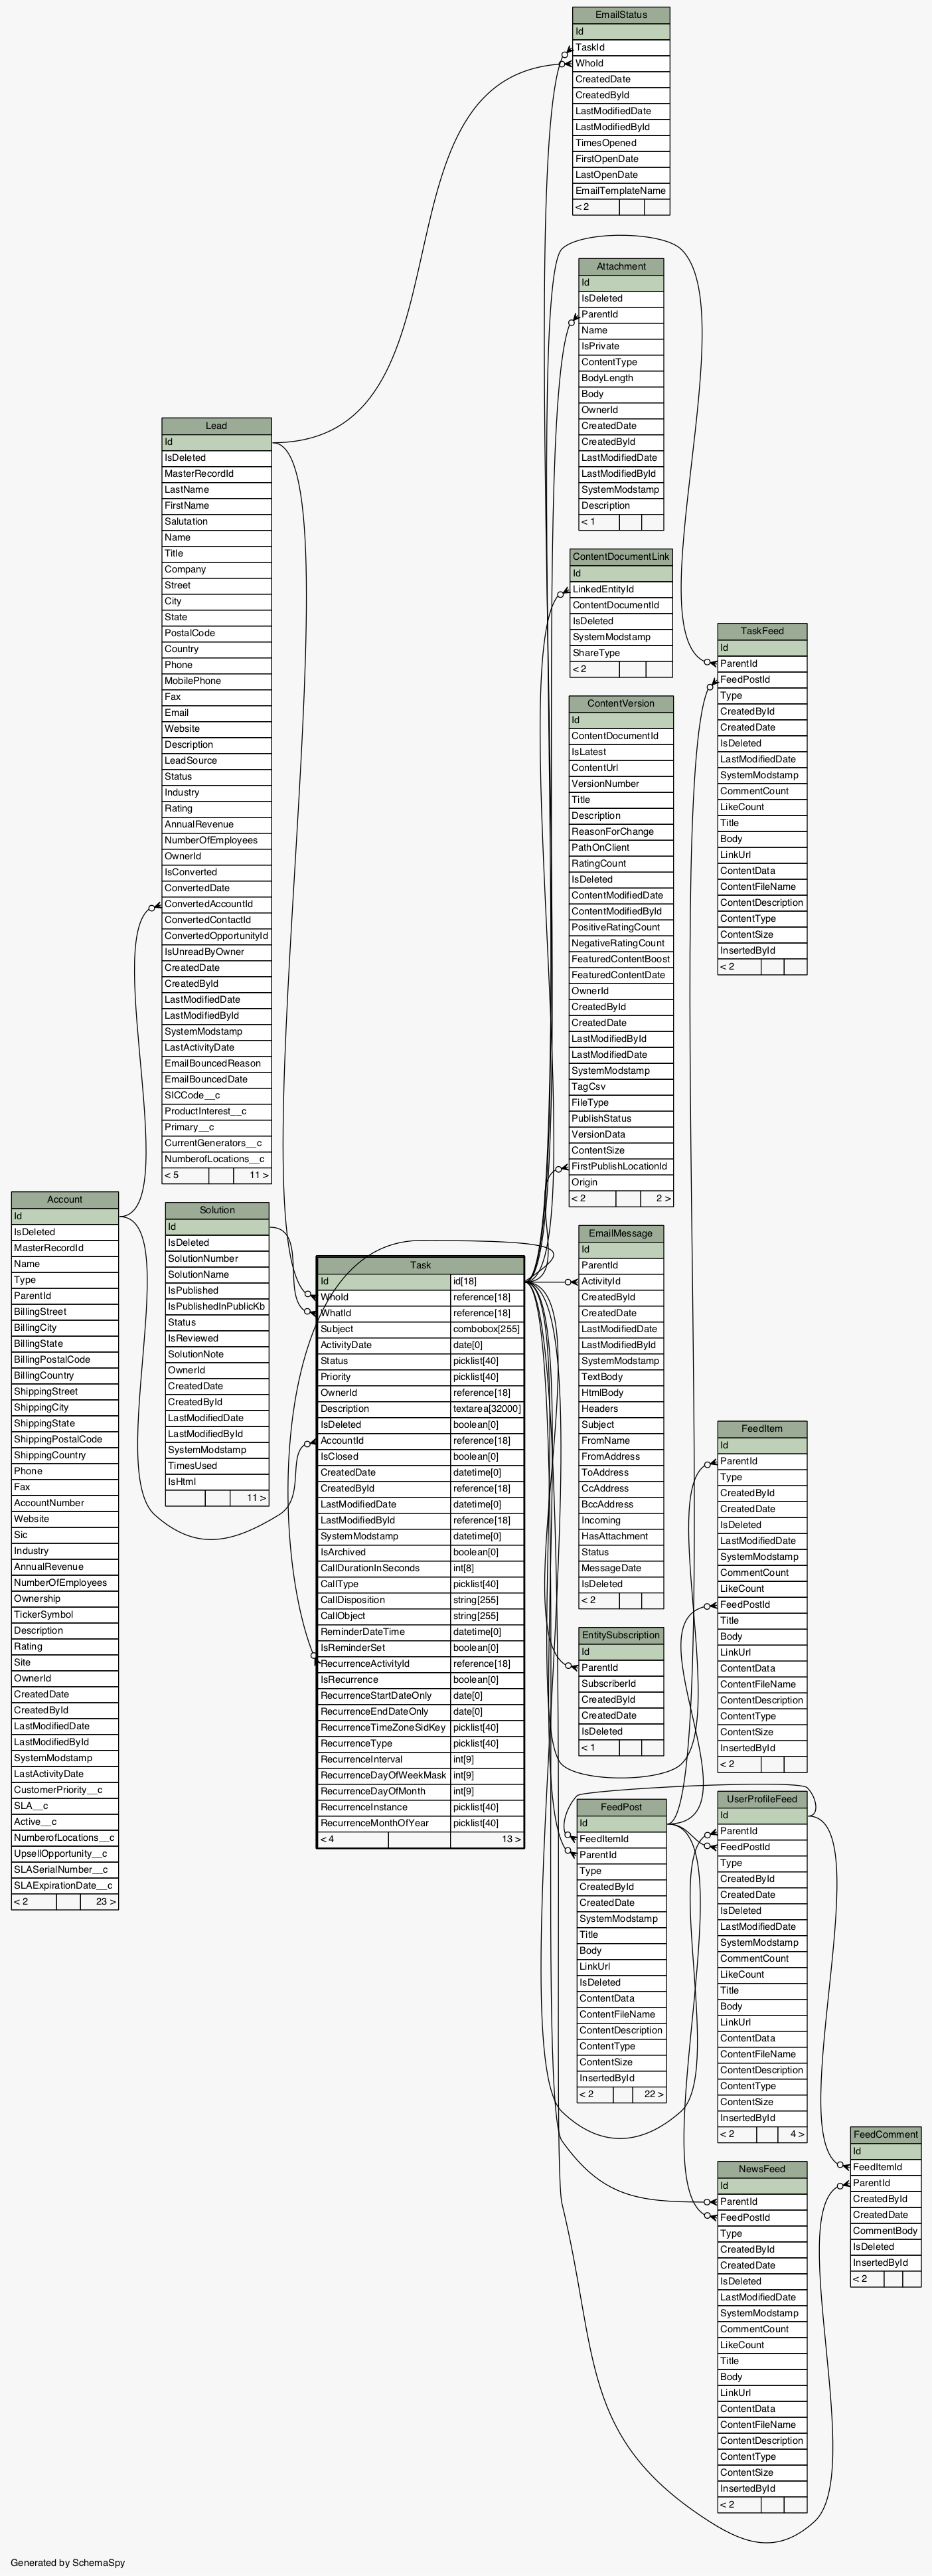 EmailStatus
Id
TaskId
WhoId
CreatedDate
CreatedById
LastModifiedDate
LastModifiedById
TimesOpened
FirstOpenDate
LastOpenDate
EmailTemplateName
< 2
Attachment
Id
IsDeleted
ParentId
Name
IsPrivate
ContentType
BodyLength
Body
OwnerId
CreatedDate
CreatedById
LastModifiedDate
LastModifiedById
SystemModstamp
Description
< 1
Lead
Id
IsDeleted
MasterRecordId
LastName
FirstName
Salutation
Name
Title
Company
Street
City
State
PostalCode
Country
Phone
MobilePhone
Fax
Email
Website
Description
LeadSource
Status
Industry
Rating
AnnualRevenue
NumberOfEmployees
OwnerId
IsConverted
ConvertedDate
ConvertedAccountId
ConvertedContactId
ConvertedOpportunityId
IsUnreadByOwner
CreatedDate
CreatedById
LastModifiedDate
LastModifiedById
SystemModstamp
LastActivityDate
EmailBouncedReason
EmailBouncedDate
SICCode__c
ProductInterest__c
Primary__c
CurrentGenerators__c
NumberofLocations__c
< 5 11 >
ContentDocumentLink
Id
LinkedEntityId
ContentDocumentId
IsDeleted
SystemModstamp
ShareType
< 2
TaskFeed
Id
ParentId
FeedPostId
Type
CreatedById
CreatedDate
IsDeleted
LastModifiedDate
SystemModstamp
CommentCount
LikeCount
Title
Body
LinkUrl
ContentData
ContentFileName
ContentDescription
ContentType
ContentSize
InsertedById
< 2
ContentVersion
Id
ContentDocumentId
IsLatest
ContentUrl
VersionNumber
Title
Description
ReasonForChange
PathOnClient
RatingCount
IsDeleted
ContentModifiedDate
ContentModifiedById
PositiveRatingCount
NegativeRatingCount
FeaturedContentBoost
FeaturedContentDate
OwnerId
CreatedById
CreatedDate
LastModifiedById
LastModifiedDate
SystemModstamp
TagCsv
FileType
PublishStatus
VersionData
ContentSize
FirstPublishLocationId
Origin
< 2 2 >
Account
Id
IsDeleted
MasterRecordId
Name
Type
ParentId
BillingStreet
BillingCity
BillingState
BillingPostalCode
BillingCountry
ShippingStreet
ShippingCity
ShippingState
ShippingPostalCode
ShippingCountry
Phone
Fax
AccountNumber
Website
Sic
Industry
AnnualRevenue
NumberOfEmployees
Ownership
TickerSymbol
Description
Rating
Site
OwnerId
CreatedDate
CreatedById
LastModifiedDate
LastModifiedById
SystemModstamp
LastActivityDate
CustomerPriority__c
SLA__c
Active__c
NumberofLocations__c
UpsellOpportunity__c
SLASerialNumber__c
SLAExpirationDate__c
< 2 23 >
Solution
Id
IsDeleted
SolutionNumber
SolutionName
IsPublished
IsPublishedInPublicKb
Status
IsReviewed
SolutionNote
OwnerId
CreatedDate
CreatedById
LastModifiedDate
LastModifiedById
SystemModstamp
TimesUsed
IsHtml
11 >
Task
Id id[18]
WhoId reference[18]
WhatId reference[18]
Subject combobox[255]
ActivityDate date[0]
Status picklist[40]
Priority picklist[40]
OwnerId reference[18]
Description textarea[32000]
IsDeleted boolean[0]
AccountId reference[18]
IsClosed boolean[0]
CreatedDate datetime[0]
CreatedById reference[18]
LastModifiedDate datetime[0]
LastModifiedById reference[18]
SystemModstamp datetime[0]
IsArchived boolean[0]
CallDurationInSeconds int[8]
CallType picklist[40]
CallDisposition string[255]
CallObject string[255]
ReminderDateTime datetime[0]
IsReminderSet boolean[0]
RecurrenceActivityId reference[18]
IsRecurrence boolean[0]
RecurrenceStartDateOnly date[0]
RecurrenceEndDateOnly date[0]
RecurrenceTimeZoneSidKey picklist[40]
RecurrenceType picklist[40]
RecurrenceInterval int[9]
RecurrenceDayOfWeekMask int[9]
RecurrenceDayOfMonth int[9]
RecurrenceInstance picklist[40]
RecurrenceMonthOfYear picklist[40]
< 4 13 >
EmailMessage
Id
ParentId
ActivityId
CreatedById
CreatedDate
LastModifiedDate
LastModifiedById
SystemModstamp
TextBody
HtmlBody
Headers
Subject
FromName
FromAddress
ToAddress
CcAddress
BccAddress
Incoming
HasAttachment
Status
MessageDate
IsDeleted
< 2
EntitySubscription
Id
ParentId
SubscriberId
CreatedById
CreatedDate
IsDeleted
< 1
FeedItem
Id
ParentId
Type
CreatedById
CreatedDate
IsDeleted
LastModifiedDate
SystemModstamp
CommentCount
LikeCount
FeedPostId
Title
Body
LinkUrl
ContentData
ContentFileName
ContentDescription
ContentType
ContentSize
InsertedById
< 2
FeedPost
Id
FeedItemId
ParentId
Type
CreatedById
CreatedDate
SystemModstamp
Title
Body
LinkUrl
IsDeleted
ContentData
ContentFileName
ContentDescription
ContentType
ContentSize
InsertedById
< 2 22 >
UserProfileFeed
Id
ParentId
FeedPostId
Type
CreatedById
CreatedDate
IsDeleted
LastModifiedDate
SystemModstamp
CommentCount
LikeCount
Title
Body
LinkUrl
ContentData
ContentFileName
ContentDescription
ContentType
ContentSize
InsertedById
< 2 4 >
FeedComment
Id
FeedItemId
ParentId
CreatedById
CreatedDate
CommentBody
IsDeleted
InsertedById
< 2
NewsFeed
Id
ParentId
FeedPostId
Type
CreatedById
CreatedDate
IsDeleted
LastModifiedDate
SystemModstamp
CommentCount
LikeCount
Title
Body
LinkUrl
ContentData
ContentFileName
ContentDescription
ContentType
ContentSize
InsertedById
< 2
Generated by SchemaSpy